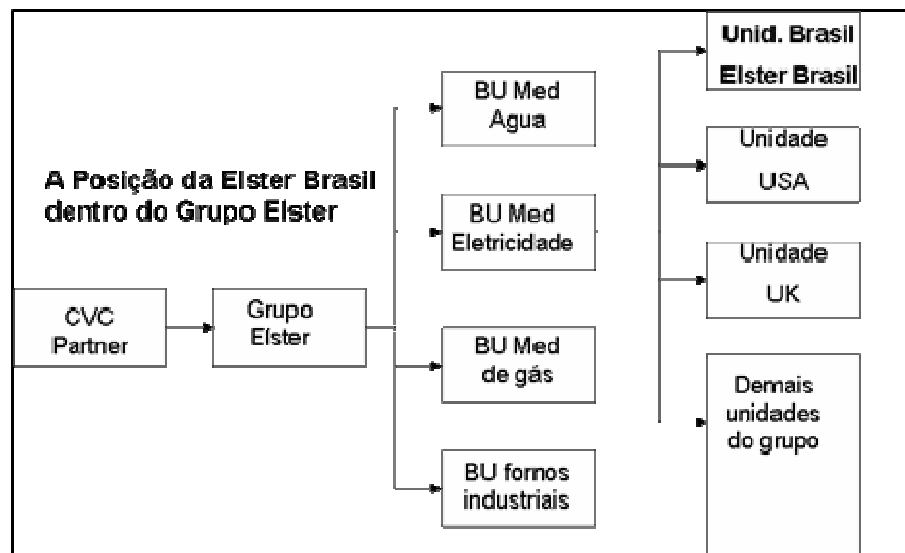 A Posição da Elster Brasil
dentro do Grupo Elster
CVC
Partner
Grupo
Elster
BU Med
Agua
BU Med
Eletricidade
BU Med
de gás
BU fornos
industriais
Unid. Brasil
Elster Brasil
Unidade
USA
Unidade
UK
Demais
unidades
do grupo